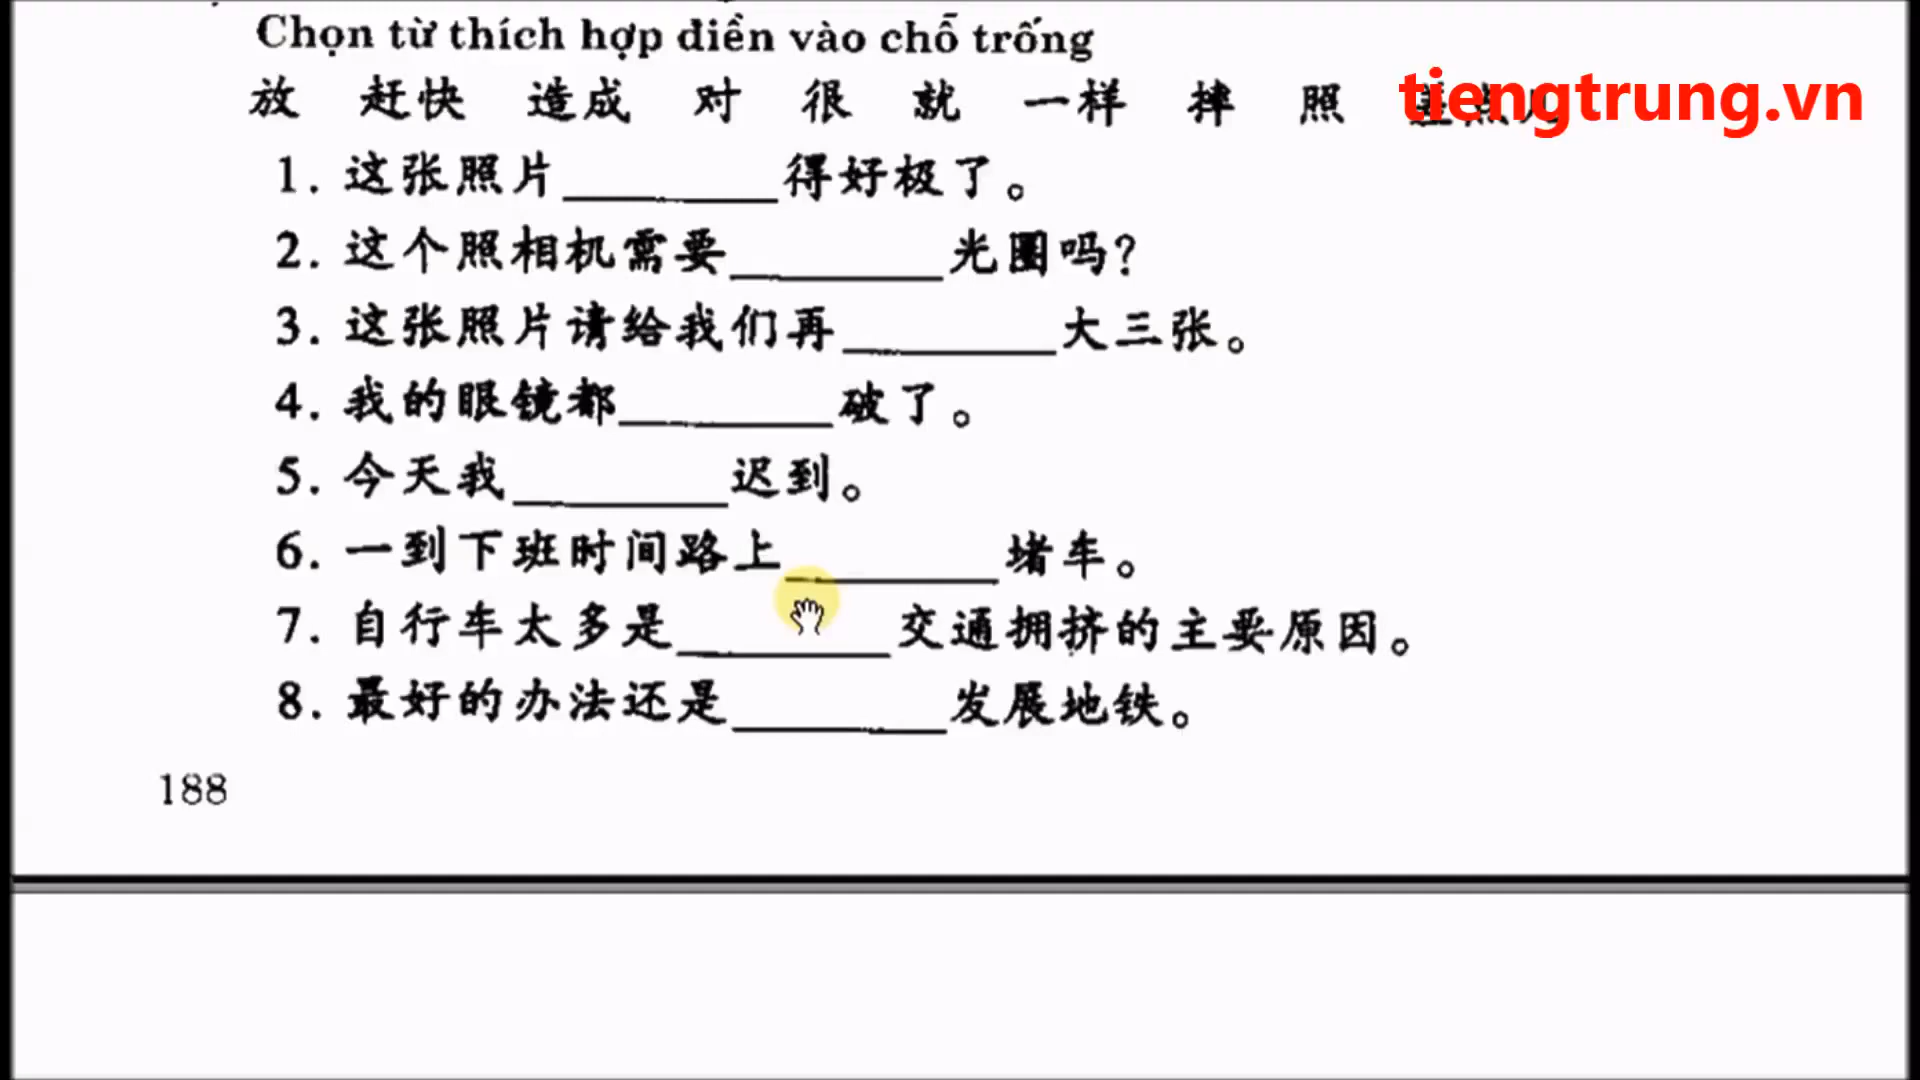 Chọn từ thích hợp điền vào chỗ trống
放 赶快 造成 对 很 就 一样 摔 照
tiengtrung.vn
1. 这张照片________得好极了。
2. 这个照相机需要________光圈吗?
3. 这张照片请给我们再________大三张。
4. 我的眼镜都________破了。
5. 今天我________迟到。
6. 一到下班时间路上________堵车。
7. 自行车太多是________交通拥挤的主要原因。
8. 最好的办法还是________发展地铁。
188